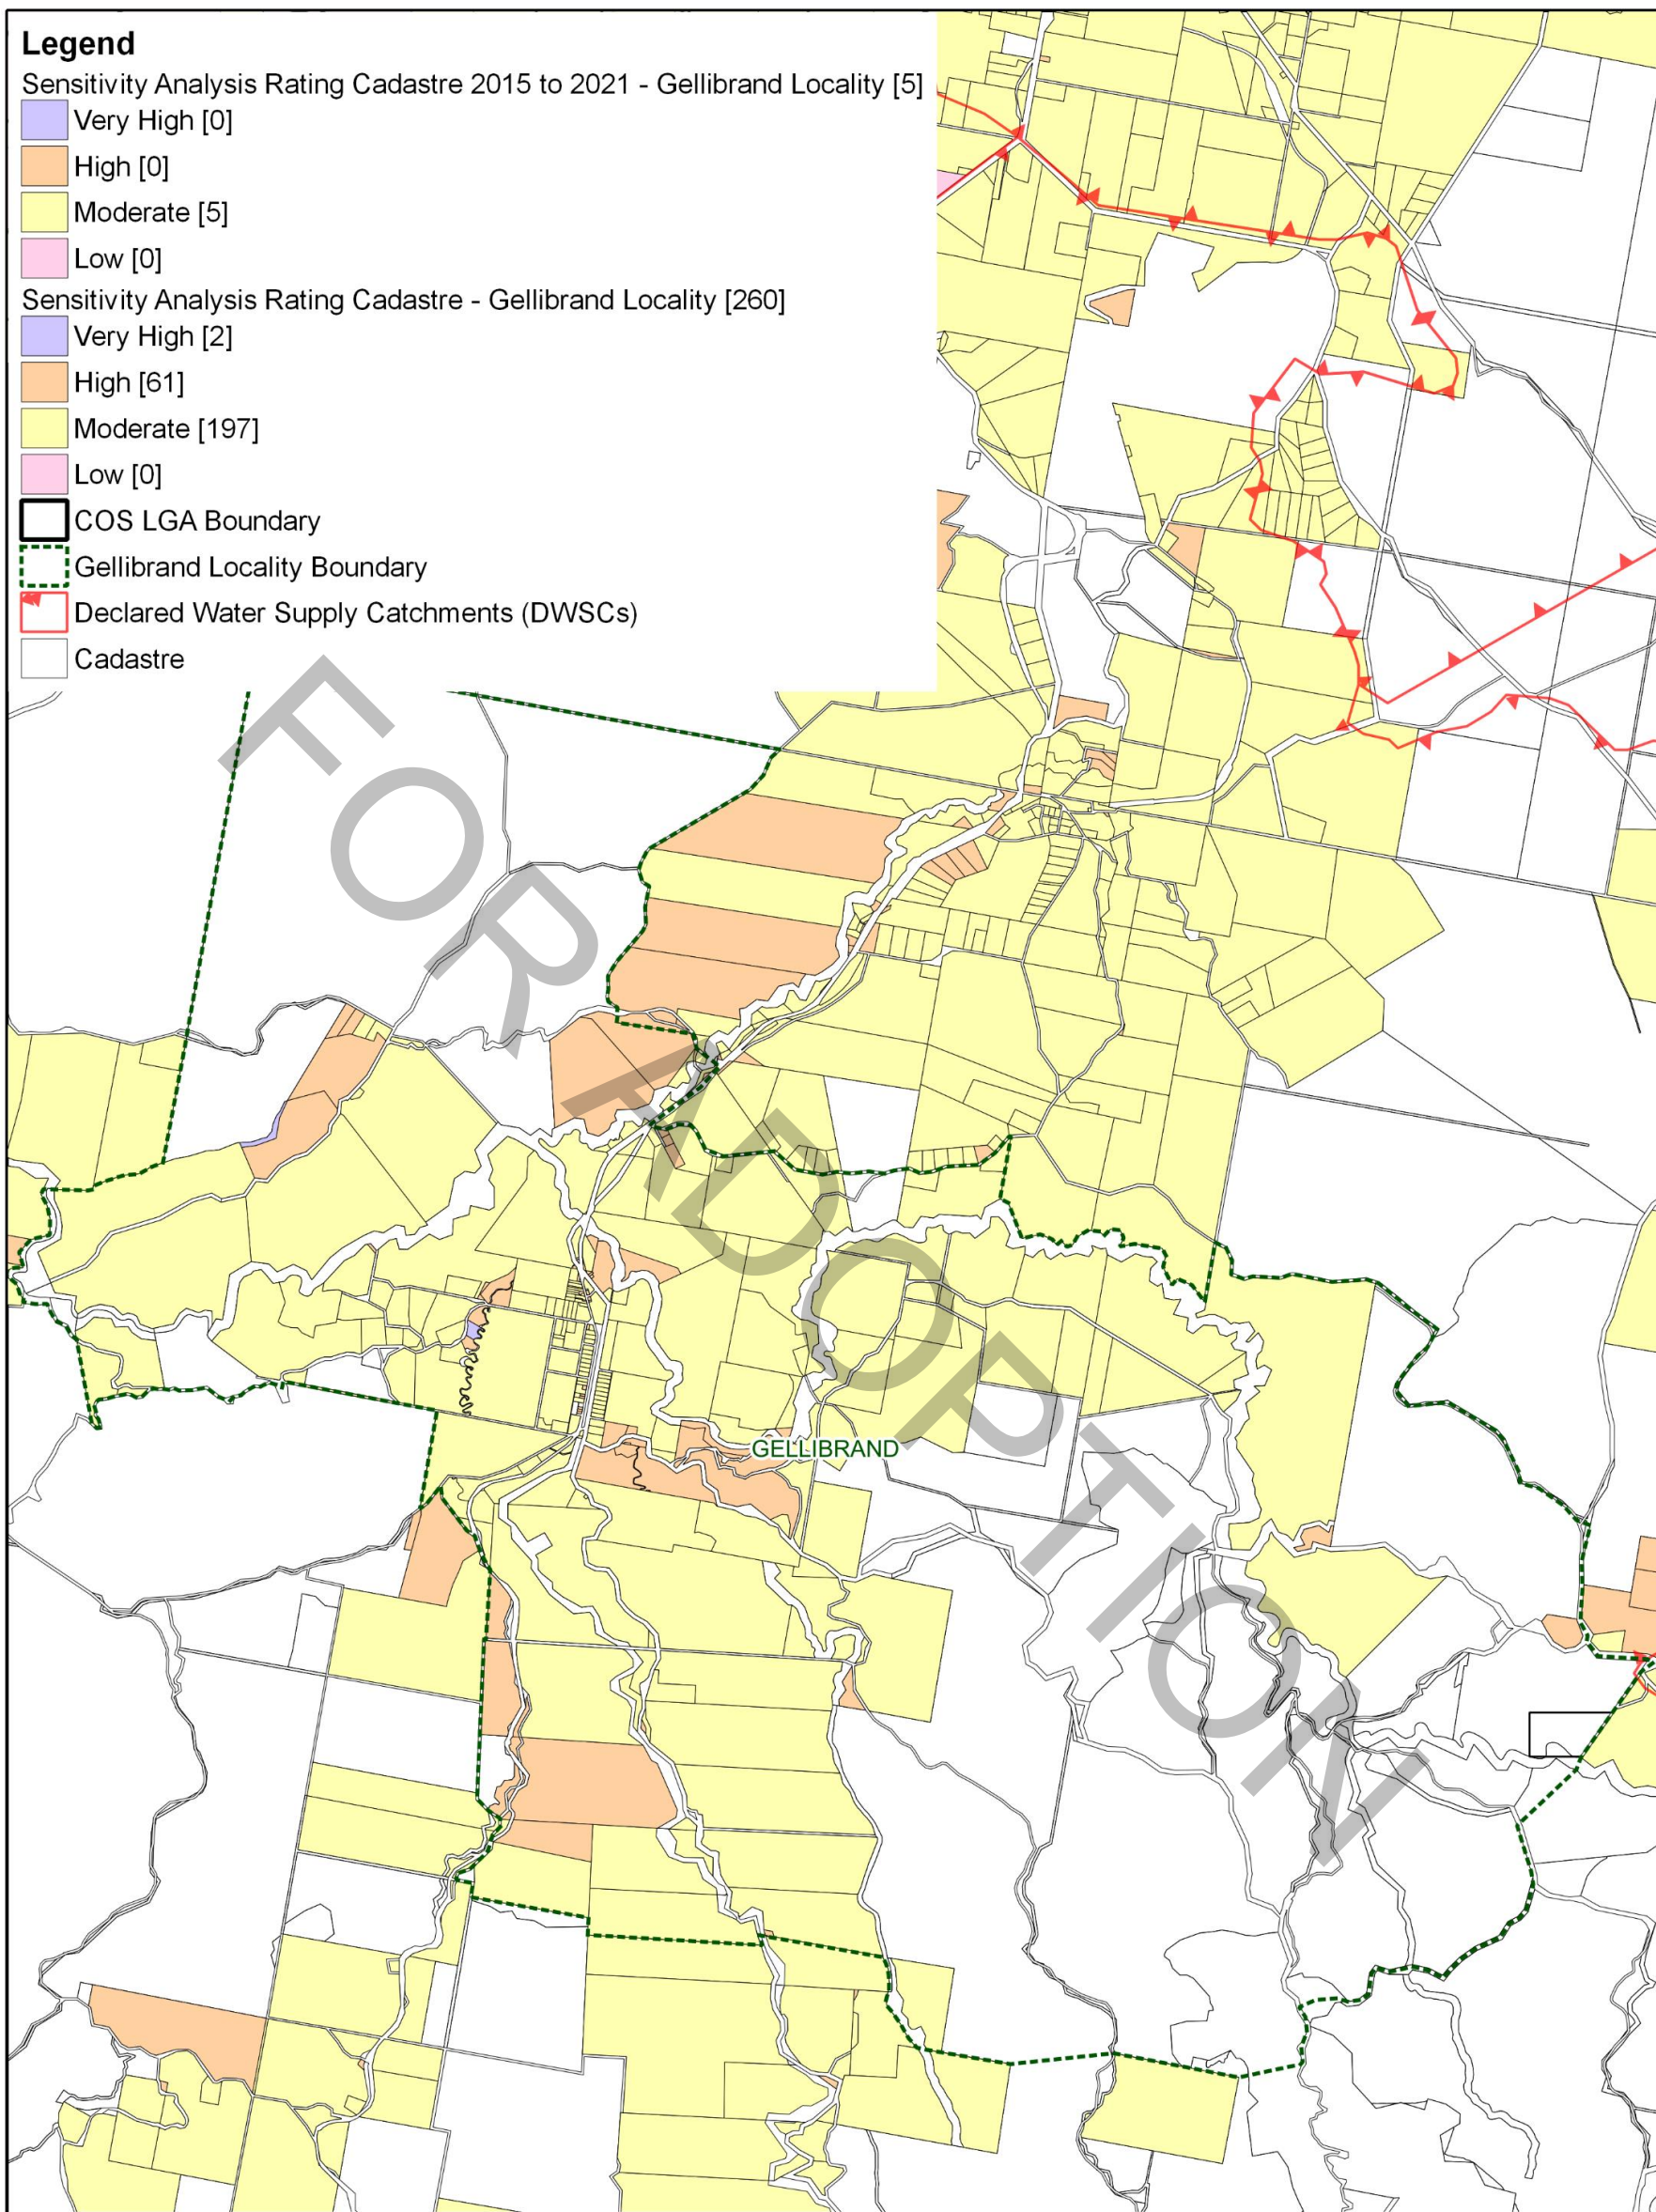 Legend
Sensitivity Analysis Rating Cadastre 2015 to 2021 - Gellibrand Locality [5]
Very High [0]
High [0]
Moderate [5]
Low [0]
Sensitivity Analysis Rating Cadastre - Gellibrand Locality [260]
Very High [2]
High [61]
Moderate [197]
Low [0]
COS LGA Boundary
Gellibrand Locality Boundary
Declared Water Supply Catchments (DWSCs)
Cadastre
FOR ADOPTION
GELLIBRAND